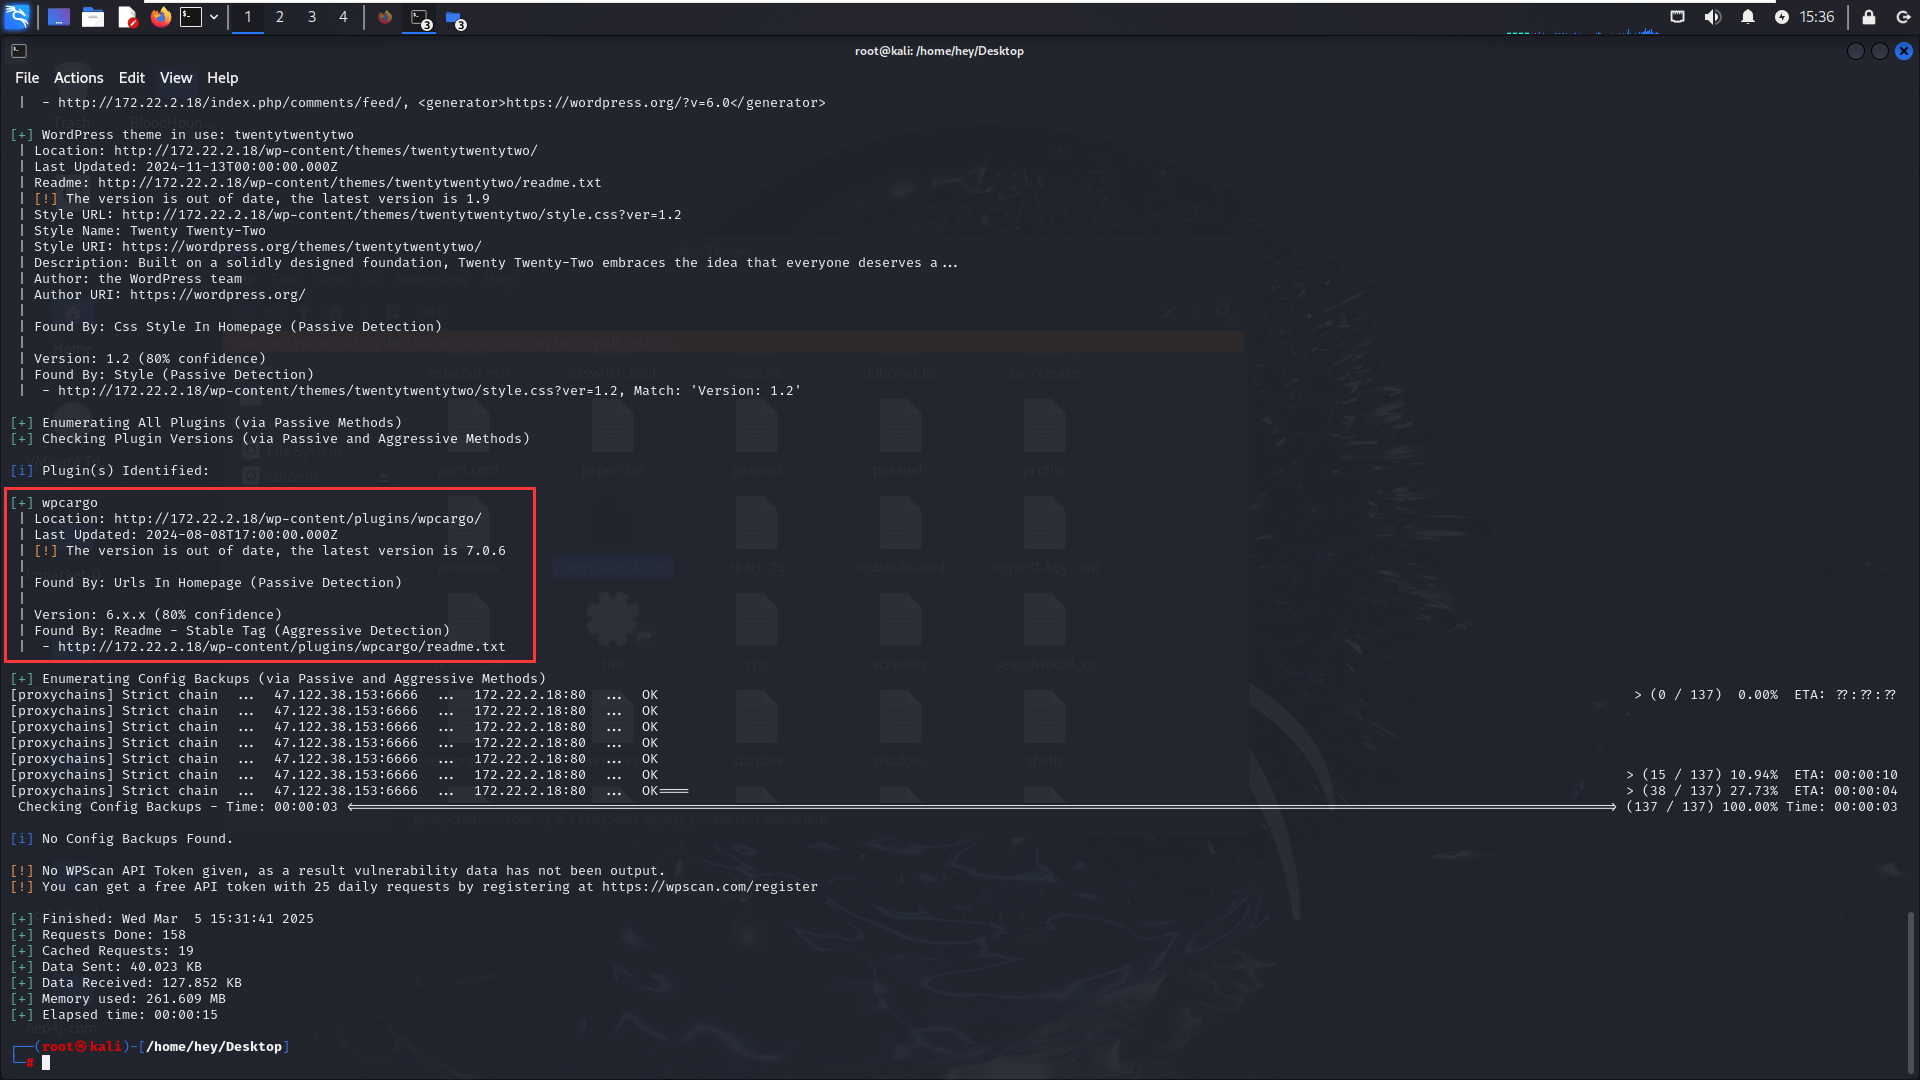 1 2 3 4 3 3 15:36
root@kali: /home/hey/Desktop
File Actions Edit View Help
| - http://172.22.2.18/index.php/comments/feed/, <generator>https://wordpress.org/?v=6.0</generator>
[+] WordPress theme in use: twentytwentytwo
| Location: http://172.22.2.18/wp-content/themes/twentytwentytwo/
| Last Updated: 2024-11-13T00:00:00.000Z
| Readme: http://172.22.2.18/wp-content/themes/twentytwentytwo/readme.txt
| [!] The version is out of date, the latest version is 1.9
| Style URL: http://172.22.2.18/wp-content/themes/twentytwentytwo/style.css?ver=1.2
| Style Name: Twenty Twenty-Two
| Style URI: https://wordpress.org/themes/twentytwentytwo/
| Description: Built on a solidly designed foundation, Twenty Twenty-Two embraces the idea that everyone deserves a...
| Author: the WordPress team
| Author URI: https://wordpress.org/
|
| Found By: Css Style In Homepage (Passive Detection)
|
| Version: 1.2 (80% confidence)
| Found By: Style (Passive Detection)
| - http://172.22.2.18/wp-content/themes/twentytwentytwo/style.css?ver=1.2, Match: 'Version: 1.2'
[+] Enumerating All Plugins (via Passive Methods)
[+] Checking Plugin Versions (via Passive and Aggressive Methods)
[i] Plugin(s) Identified:
[+] wpcargo
| Location: http://172.22.2.18/wp-content/plugins/wpcargo/
| Last Updated: 2024-08-08T17:00:00.000Z
| [!] The version is out of date, the latest version is 7.0.6
|
| Found By: Urls In Homepage (Passive Detection)
|
| Version: 6.x.x (80% confidence)
| Found By: Readme - Stable Tag (Aggressive Detection)
| - http://172.22.2.18/wp-content/plugins/wpcargo/readme.txt
[+] Enumerating Config Backups (via Passive and Aggressive Methods)
[proxychains] Strict chain ... 47.122.38.153:6666 ... 172.22.2.18:80 ... OK > (0 / 137) 0.00% ETA: ??:??:??
[proxychains] Strict chain ... 47.122.38.153:6666 ... 172.22.2.18:80 ... OK
[proxychains] Strict chain ... 47.122.38.153:6666 ... 172.22.2.18:80 ... OK
[proxychains] Strict chain ... 47.122.38.153:6666 ... 172.22.2.18:80 ... OK
[proxychains] Strict chain ... 47.122.38.153:6666 ... 172.22.2.18:80 ... OK
[proxychains] Strict chain ... 47.122.38.153:6666 ... 172.22.2.18:80 ... OK > (15 / 137) 10.94% ETA: 00:00:10
[proxychains] Strict chain ... 47.122.38.153:6666 ... 172.22.2.18:80 ... OK==== > (38 / 137) 27.73% ETA: 00:00:04
Checking Config Backups - Time: 00:00:03 <====> (137 / 137) 100.00% Time: 00:00:03
[i] No Config Backups Found.
[!] No WPScan API Token given, as a result vulnerability data has not been output.
[!] You can get a free API token with 25 daily requests by registering at https://wpscan.com/register
[+] Finished: Wed Mar 5 15:31:41 2025
[+] Requests Done: 158
[+] Cached Requests: 19
[+] Data Sent: 40.023 KB
[+] Data Received: 127.852 KB
[+] Memory used: 261.609 MB
[+] Elapsed time: 00:00:15
(root㉿kali)-[/home/hey/Desktop]
#